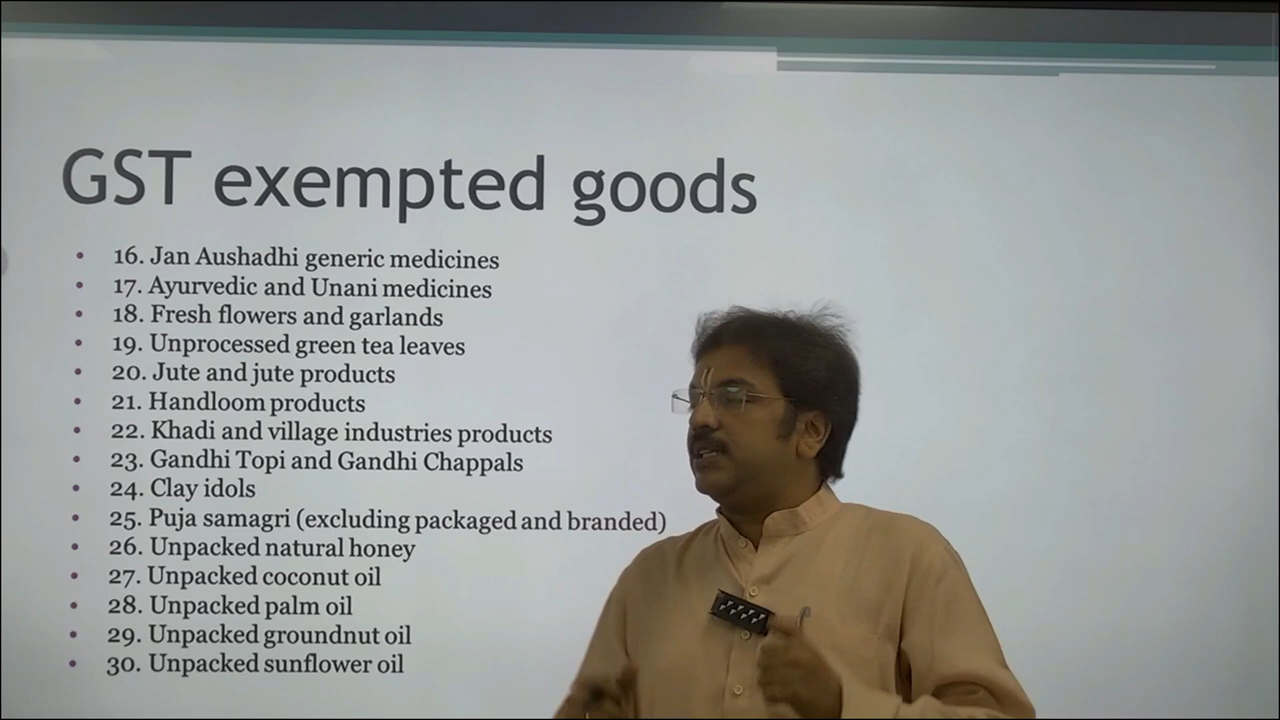 GST exempted goods
• 16. Jan Aushadhi generic medicines
• 17. Ayurvedic and Unani medicines
• 18. Fresh flowers and garlands
• 19. Unprocessed green tea leaves
• 20. Jute and jute products
• 21. Handloom products
• 22. Khadi and village industries products
• 23. Gandhi Topi and Gandhi Chappals
• 24. Clay idols
• 25. Puja samagri (excluding packaged and branded)
• 26. Unpacked natural honey
• 27. Unpacked coconut oil
• 28. Unpacked palm oil
• 29. Unpacked groundnut oil
• 30. Unpacked sunflower oil